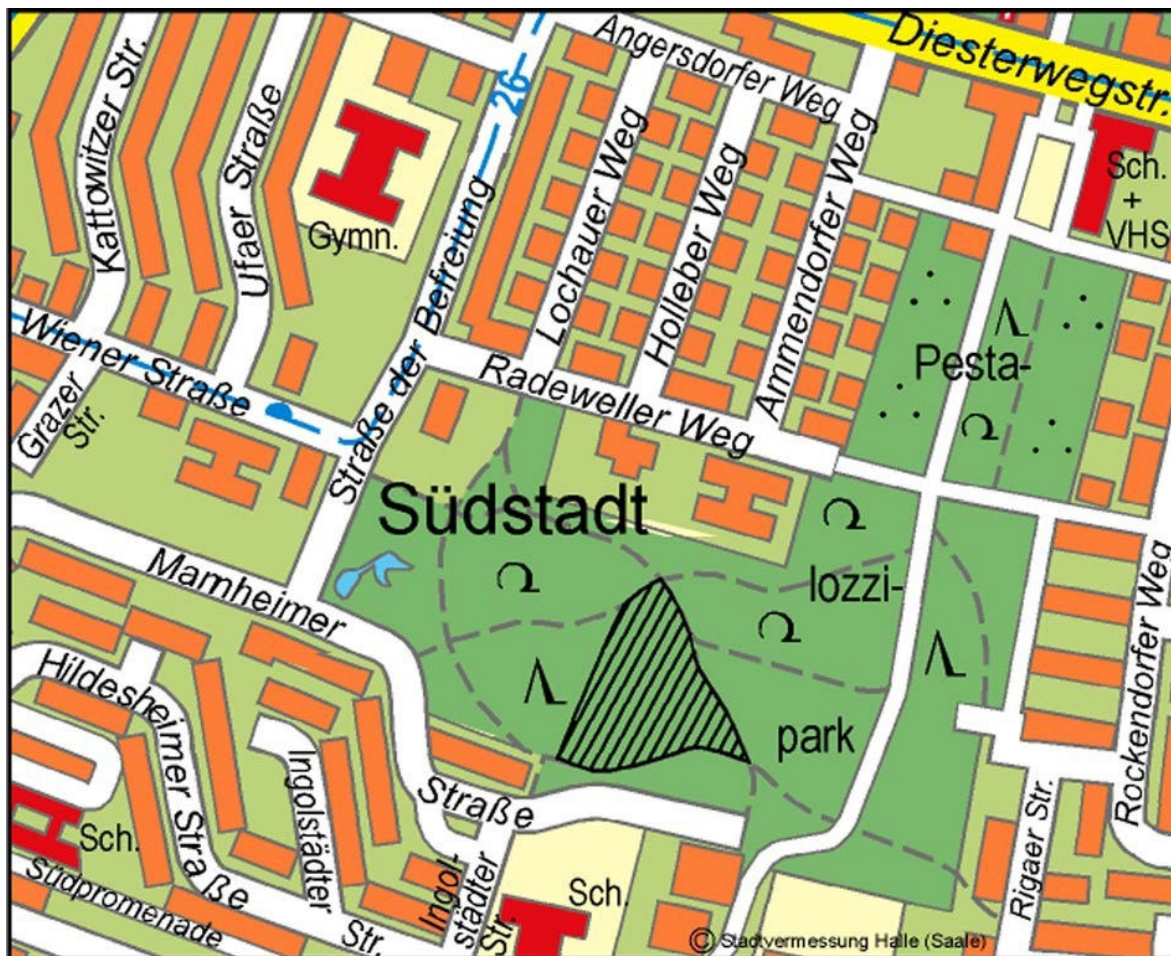 Angersdorfer Weg
Diesterwegstr.
Kattowitzer Str.
Ufaer Straße
26
Gymn.
Lochauer Weg
Holleber Weg
Ammendorfer Weg
Sch.
+
VHS
Straße der Befreiung
Wiener Straße
Grazer
Str.
Radeweller Weg
Pesta-
Südstadt
lozzi-
park
Mannheimer
Straße
Hildesheimer Straße
Ingolstädter
Str.
Ingol-
städter
Str.
Sch.
Sch.
Südpromenade
Rockendorfer Weg
Rigaer Str.
© Stadtvermessung Halle (Saale)